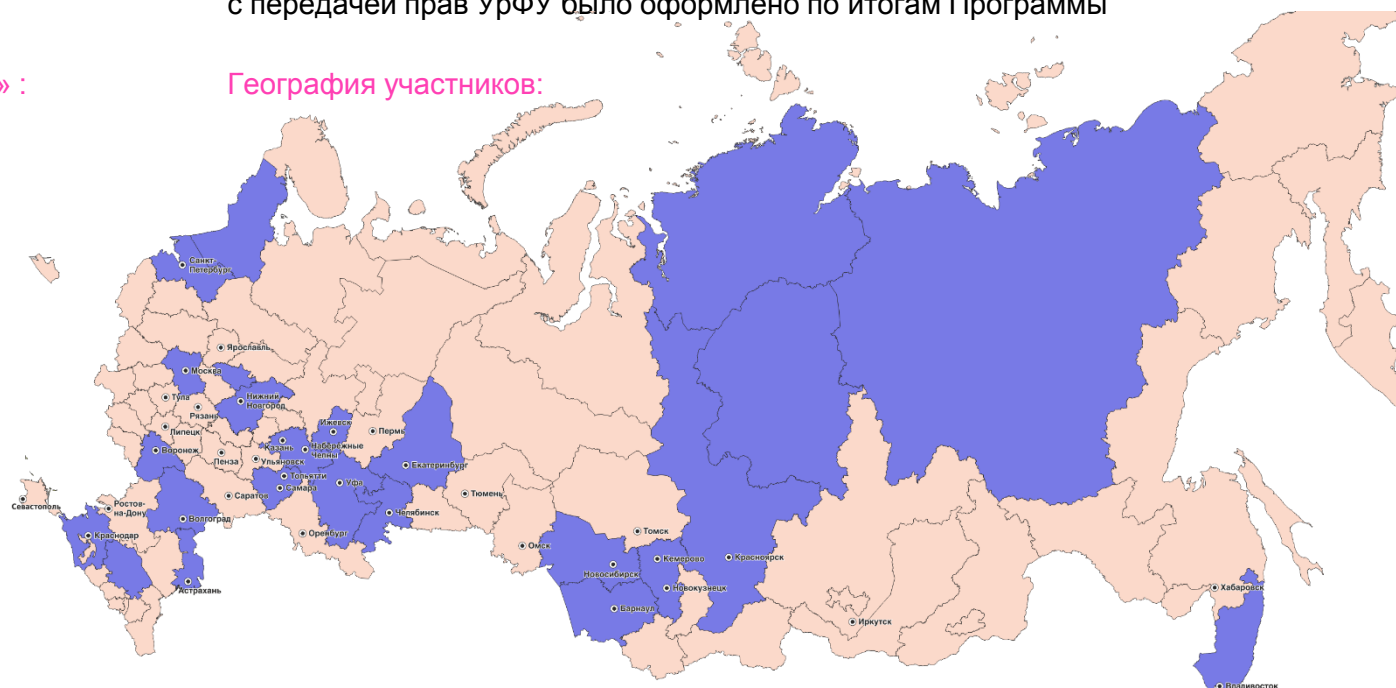 с передачей прав УрФУ было оформлено по итогам Программы
» :
География участников:
Санкт-
Петербург
Ярославль
Москва
Тула
Нижний
Новгород
Рязань
Ижевск
Липецк
Пермь
Казань
Набережные
Челны
Воронеж
Пенза
Ульяновск
Екатеринбург
Тольятти
Самара
Уфа
Саратов
Тюмень
Севастополь
Ростов-
на-Дону
Волгоград
Челябинск
Оренбург
Краснодар
Томск
Омск
Кемерово
Красноярск
Новосибирск
Астрахань
Новокузнецк
Хабаровск
Барнаул
Иркутск
Владивосток